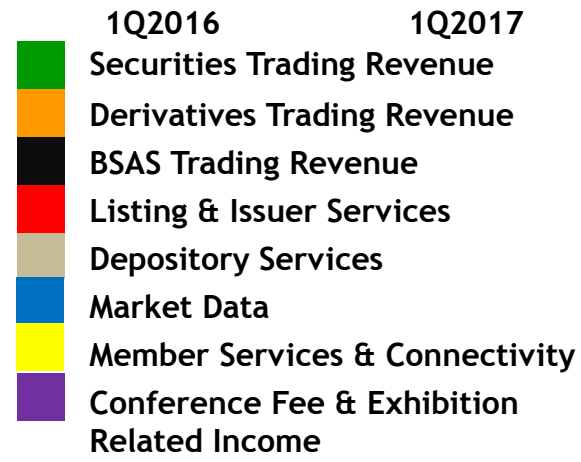 1Q2016 1Q2017
Securities Trading Revenue
Derivatives Trading Revenue
BSAS Trading Revenue
Listing & Issuer Services
Depository Services
Market Data
Member Services & Connectivity
Conference Fee & Exhibition
Related Income